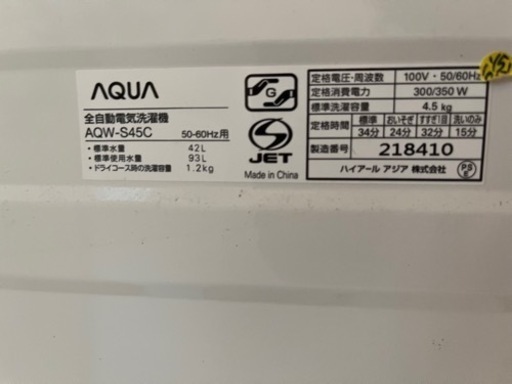 AQUA
全自動電気洗濯機
AQW-S45C 50-60Hz用
・標準水量 42L
・標準使用水量 93L
・ドライコース時の洗濯容量 1.2kg
G
S
JET
Made in China
定格電圧・周波数 100V・50/60Hz
定格消費電力 300/350 W
標準洗濯容量 4.5 kg
定格時間 標準 おいそぎ すすぎ1回 洗いのみ
34分 24分 32分 15分
製造番号 218410
ハイアール アジア 株式会社
PS
E